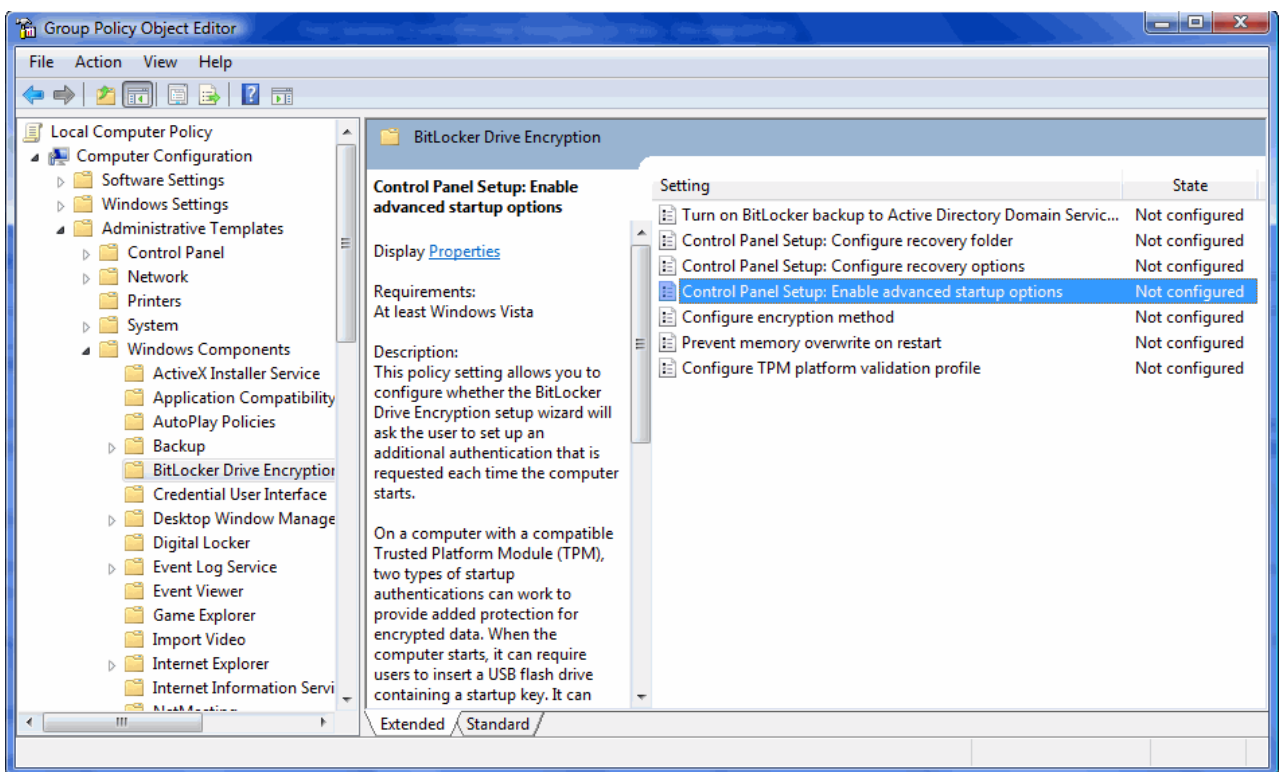 Group Policy Object Editor
File Action View Help
Local Computer Policy
Computer Configuration
Software Settings
Windows Settings
Administrative Templates
Control Panel
Network
Printers
System
Windows Components
ActiveX Installer Service
Application Compatibility
AutoPlay Policies
Backup
BitLocker Drive Encryption
Credential User Interface
Desktop Window Manage
Digital Locker
Event Log Service
Event Viewer
Game Explorer
Import Video
Internet Explorer
Internet Information Servi
NetMeeting
BitLocker Drive Encryption
Control Panel Setup: Enable
advanced startup options
Display Properties
Requirements:
At least Windows Vista
Description:
This policy setting allows you to
configure whether the BitLocker
Drive Encryption setup wizard will
ask the user to set up an
additional authentication that is
requested each time the computer
starts.
On a computer with a compatible
Trusted Platform Module (TPM),
two types of startup
authentications can work to
provide added protection for
encrypted data. When the
computer starts, it can require
users to insert a USB flash drive
containing a startup key. It can
Setting State
Turn on BitLocker backup to Active Directory Domain Servic... Not configured
Control Panel Setup: Configure recovery folder Not configured
Control Panel Setup: Configure recovery options Not configured
Control Panel Setup: Enable advanced startup options Not configured
Configure encryption method Not configured
Prevent memory overwrite on restart Not configured
Configure TPM platform validation profile Not configured
Extended Standard